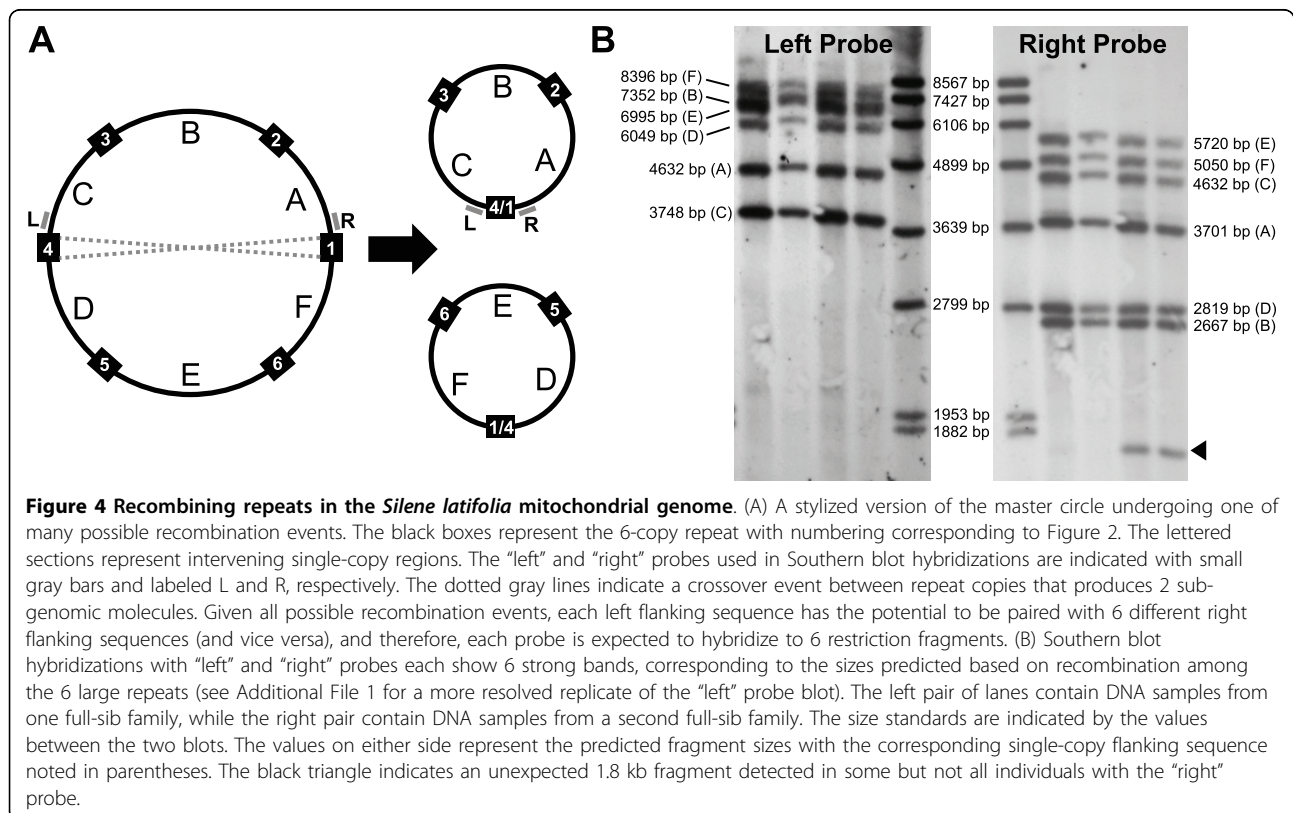 A
B
B
3
2
C
A
L
R
4
1
D
F
5
6
E
B
3
2
C
A
4/1
L
R
E
6
5
F
D
1/4
Left Probe
8396 bp (F)
7352 bp (B)
6995 bp (E)
6049 bp (D)
4632 bp (A)
3748 bp (C)
8567 bp
7427 bp
6106 bp
4899 bp
3639 bp
2799 bp
1953 bp
1882 bp
Right Probe
5720 bp (E)
5050 bp (F)
4632 bp (C)
3701 bp (A)
2819 bp (D)
2667 bp (B)
Figure 4 Recombining repeats in the Silene latifolia mitochondrial genome. (A) A stylized version of the master circle undergoing one of
many possible recombination events. The black boxes represent the 6-copy repeat with numbering corresponding to Figure 2. The lettered
sections represent intervening single-copy regions. The “left” and “right” probes used in Southern blot hybridizations are indicated with small
gray bars and labeled L and R, respectively. The dotted gray lines indicate a crossover event between repeat copies that produces 2 sub-
genomic molecules. Given all possible recombination events, each left flanking sequence has the potential to be paired with 6 different right
flanking sequences (and vice versa), and therefore, each probe is expected to hybridize to 6 restriction fragments. (B) Southern blot
hybridizations with “left” and “right” probes each show 6 strong bands, corresponding to the sizes predicted based on recombination among
the 6 large repeats (see Additional File 1 for a more resolved replicate of the “left” probe blot). The left pair of lanes contain DNA samples from
one full-sib family, while the right pair contain DNA samples from a second full-sib family. The size standards are indicated by the values
between the two blots. The values on either side represent the predicted fragment sizes with the corresponding single-copy flanking sequence
noted in parentheses. The black triangle indicates an unexpected 1.8 kb fragment detected in some but not all individuals with the “right”
probe.